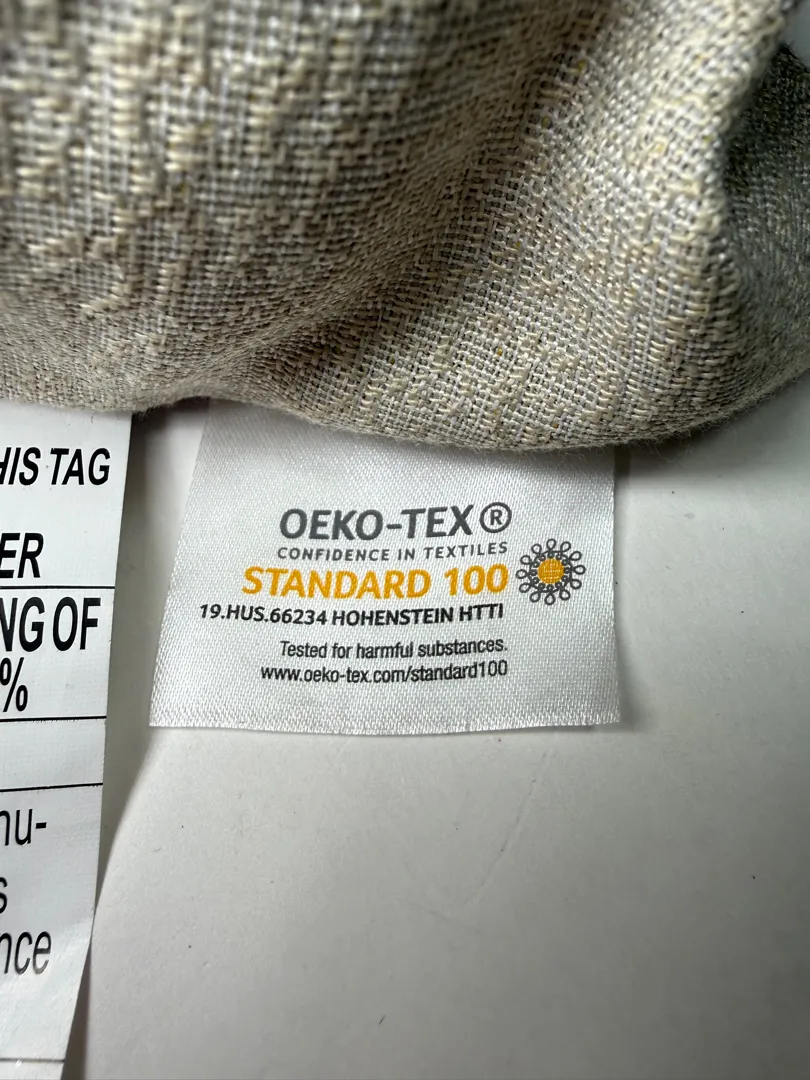 HIS TAG
ER
NG OF
%
nu-
s
nce
OEKO-TEX®
CONFIDENCE IN TEXTILES
STANDARD 100
19.HUS.66234 HOHENSTEIN HTTI
Tested for harmful substances.
www.oeko-tex.com/standard100